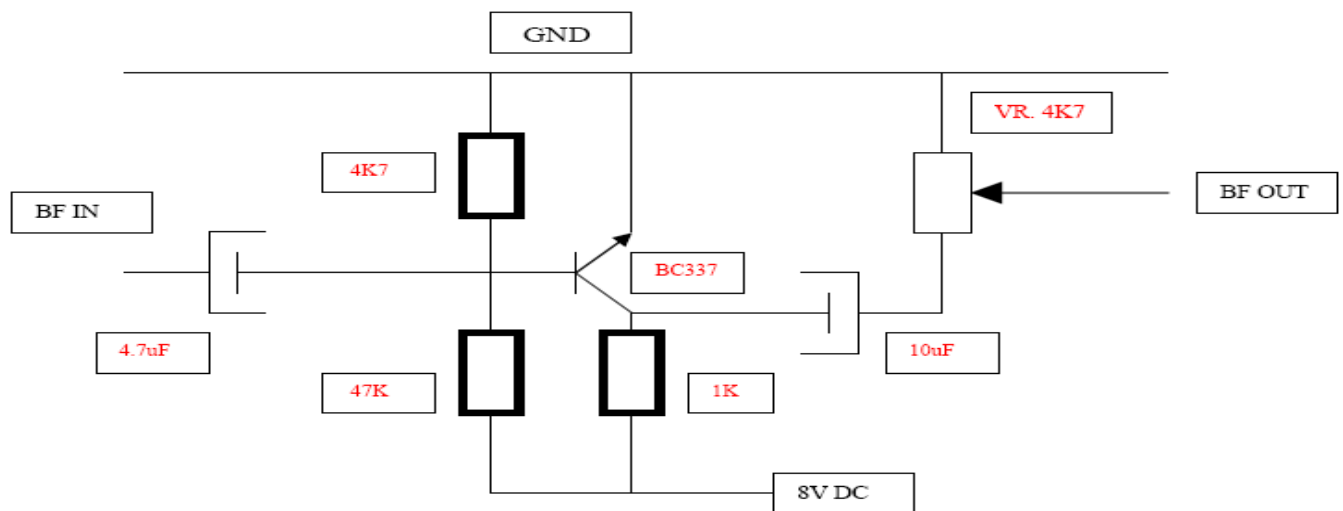 GND
VR. 4K7
4K7
BF IN
BF OUT
BC337
4.7uF
10uF
47K
1K
8V DC